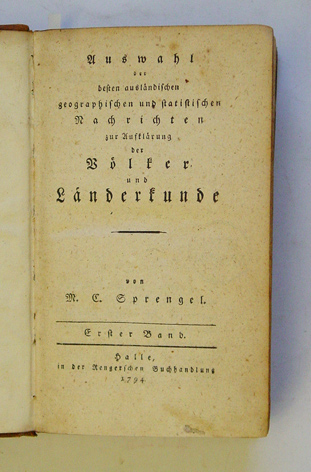 Auswahl
der
besten ausländischen
geographischen und statistischen
Nachrichten
zur Aufklärung
der
Völker
und
Länderkunde
von
M. C. Sprengel.
Erster Band.
Halle,
in der Rengerschen Buchhandlung
1794